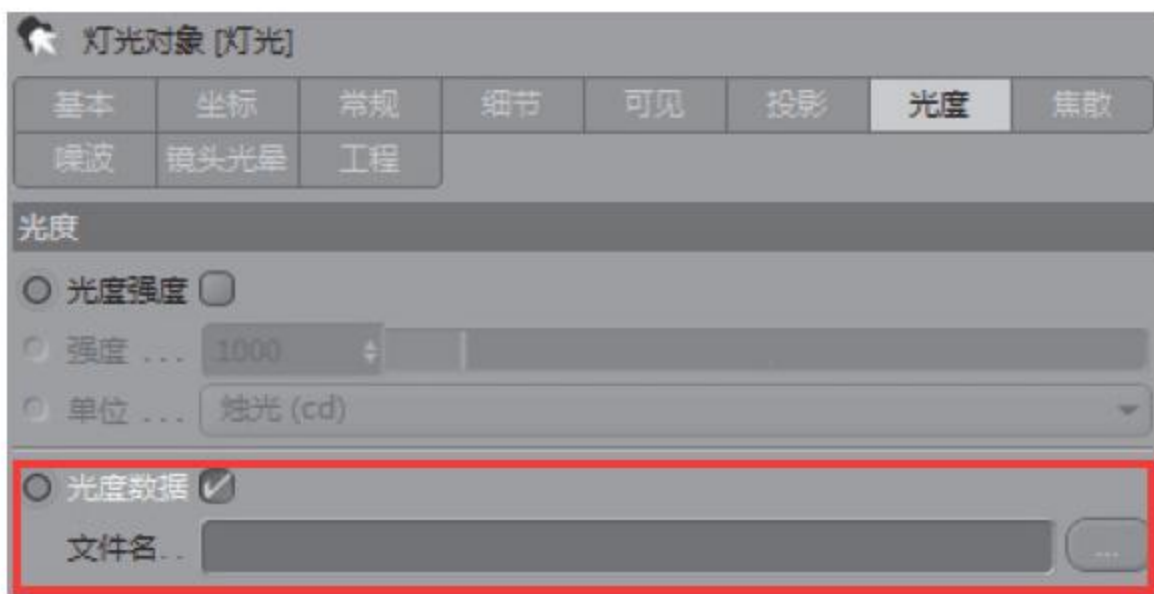 灯光对象 [灯光]
基本 坐标 常规 细节 可见 投影 光度 焦散
噪波 镜头光晕 工程
光度
光度强度
强度 . . . 1000
单位 . . . 烛光 (cd)
光度数据
文件名 . . ...